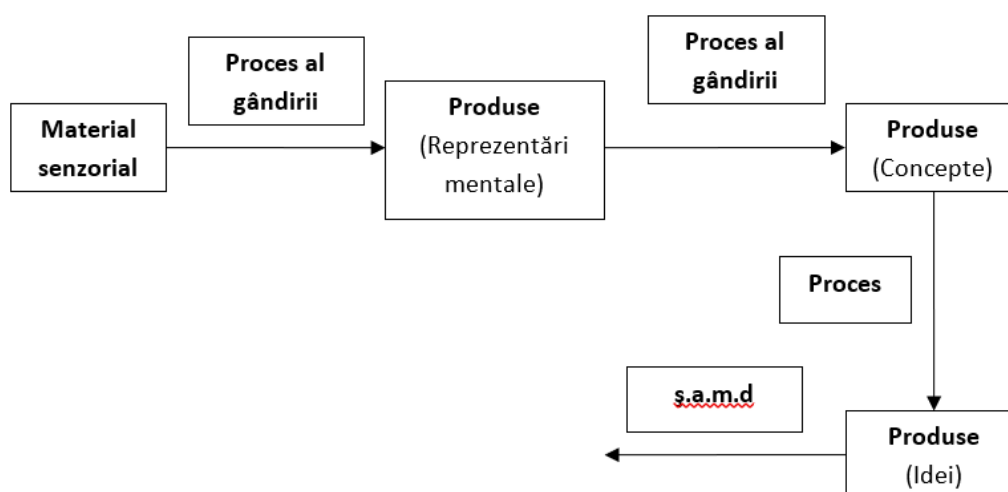 Proces al
gândirii
Proces al
gândirii
Material
senzorial
Produse
(Reprezentări
mentale)
Produse
(Concepte)
Proces
ş.a.m.d
Produse
(Idei)